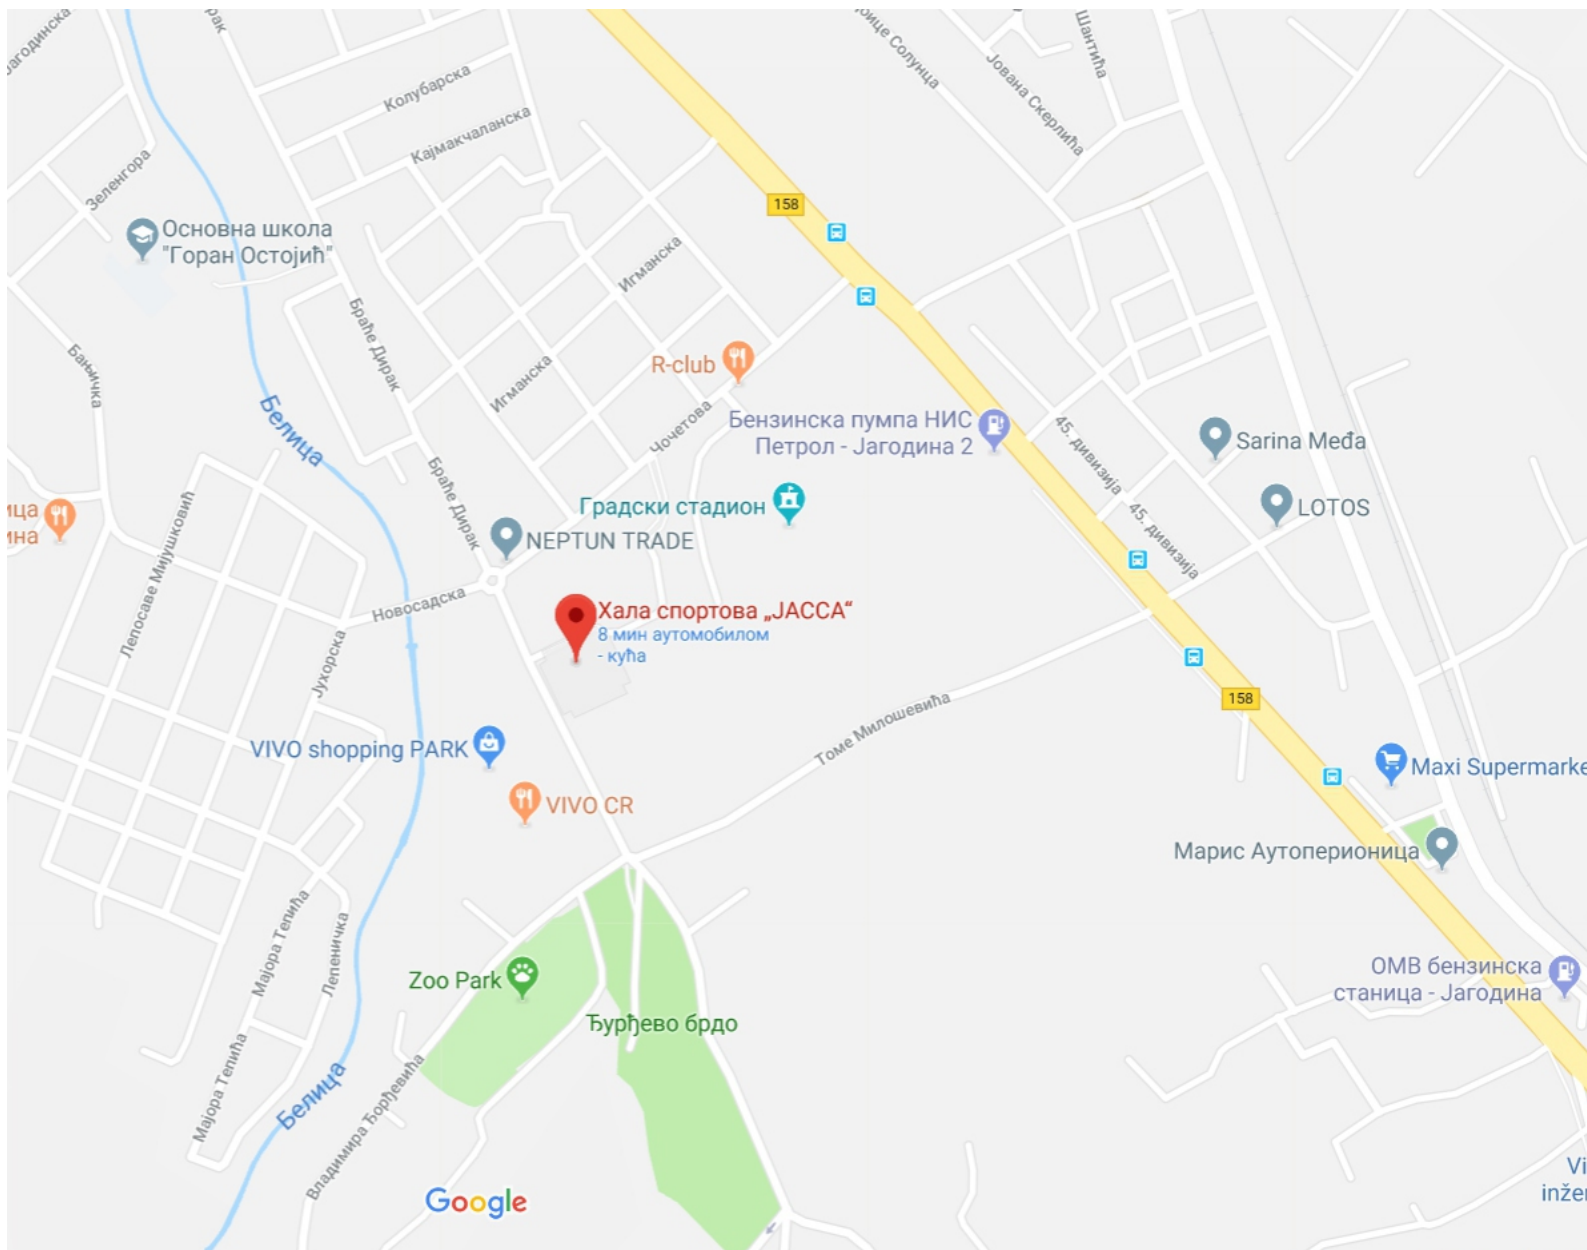 Шантића
Јована Скерлића
Солунца
Колубарска
Кајмакчаланска
Зеленгора
158
Основна школа
"Горан Остојић"
Игманска
Браће Дирак
Бањичка
R-club
Игманска
Белица
Чочетова
Бензинска пумпа НИС
Петрол - Јагодина 2
45. дивизија
45. дивизија
Sarina Međa
LOTOS
Браће Дирак
Градски стадион
NEPTUN TRADE
Лепосаве Мијушковић
Новосадска
Хала спортова „ЈАССА“
8 мин аутомобилом
- кућа
Јухорска
158
Томе Милошевића
VIVO shopping PARK
Maxi
VIVO CR
Марис Аутоперионица
Мајора Тепића
Лепеничка
Zoo Park
ОМВ бензинска
станица - Јагодина
Ђурђево брдо
Мајора Тепића
Белица
Владимира Ђорђевића
Google